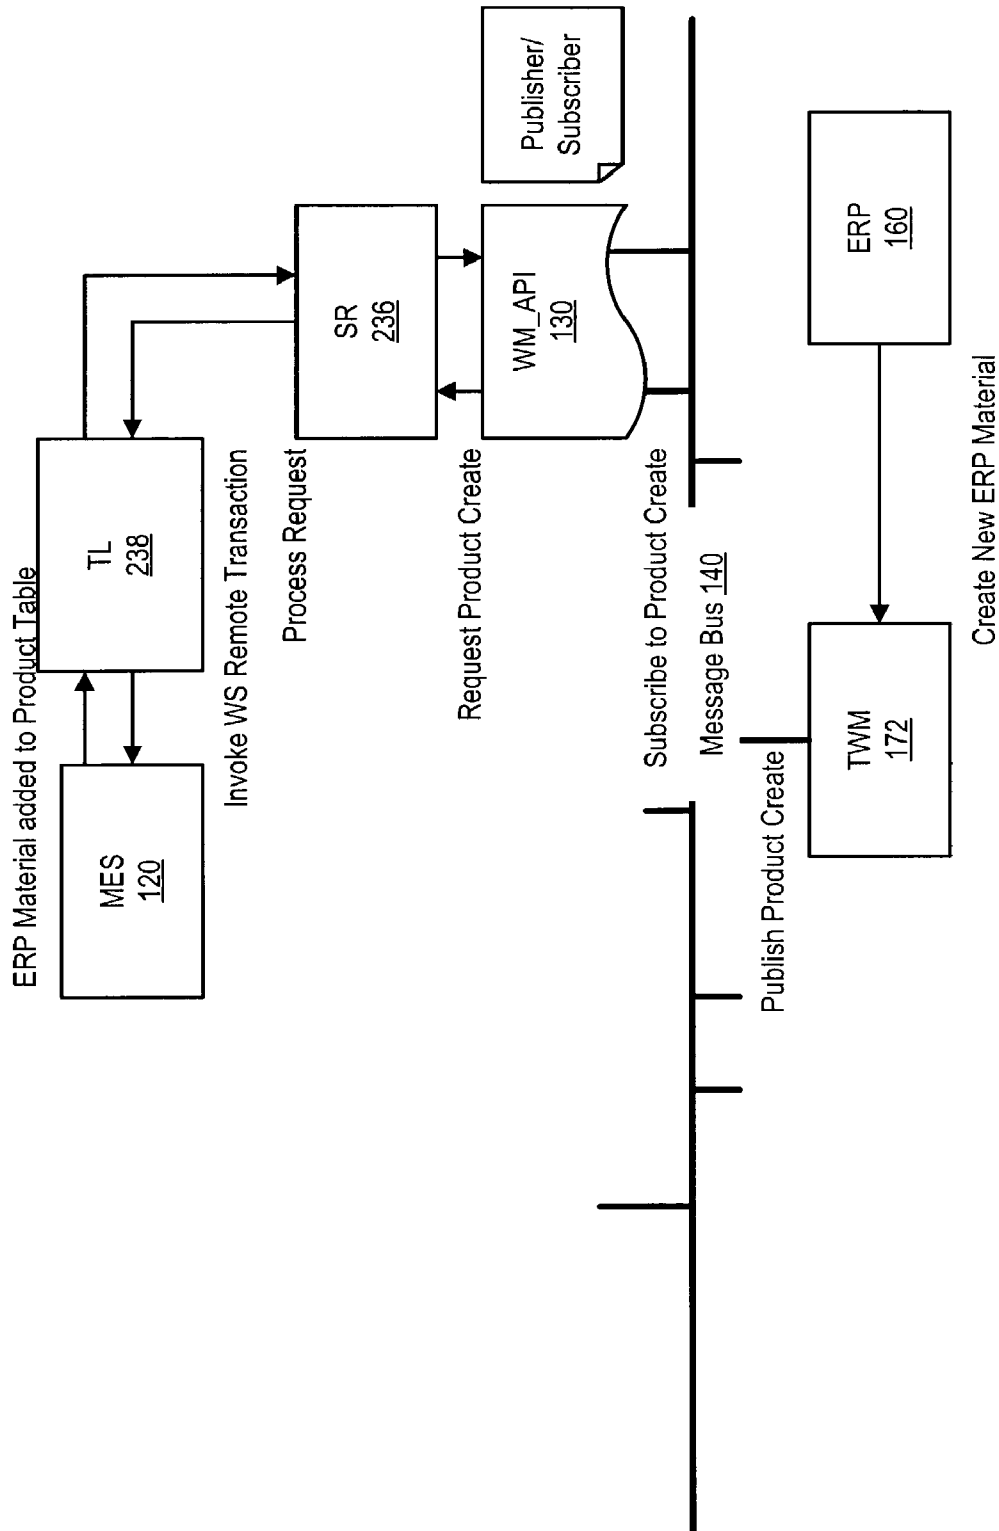 ERP Material added to Product Table
MES
120
TL
238
Invoke WS Remote Transaction
Process Request
SR
236
Request Product Create
WM_API
130
Publisher/
Subscriber
Subscribe to Product Create
Message Bus 140
Publish Product Create
TWM
172
ERP
160
Create New ERP Material